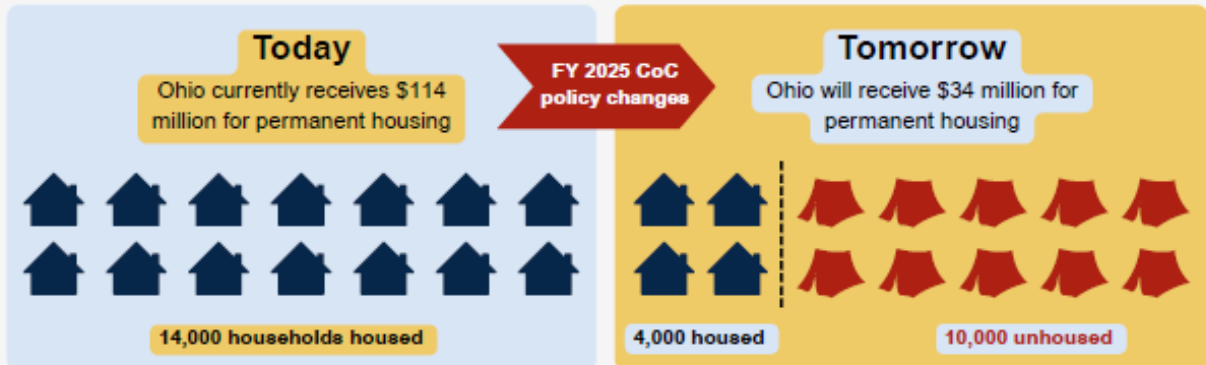 Today
Ohio currently receives $114
million for permanent housing
FY 2025 CoC
policy changes
Tomorrow
Ohio will receive $34 million for
permanent housing
14,000 households housed
4,000 housed
10,000 unhoused